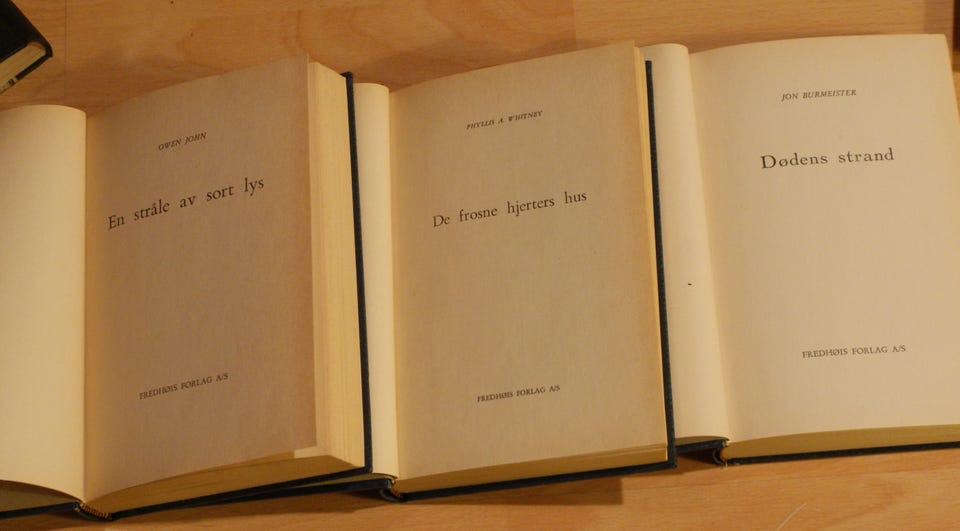 OWEN JOHN
En stråle av sort lys
FREDHØIS FORLAG A/S
PHYLLIS A. WHITNEY
De frosne hjerters hus
FREDHØIS FORLAG A/S
JON BURMEISTER
Dødens strand
FREDHØIS FORLAG A/S